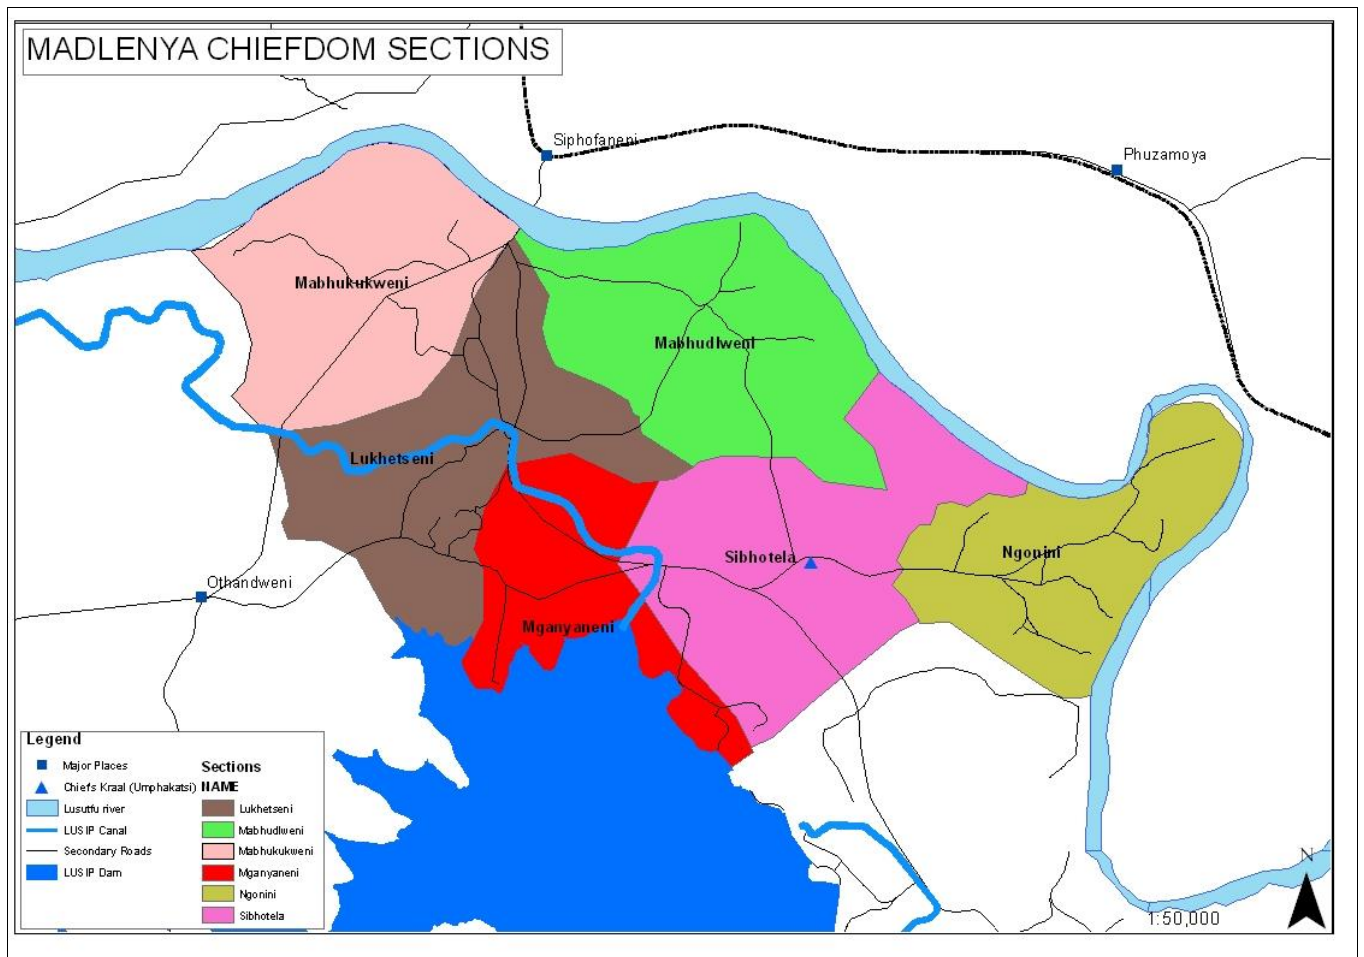 MADLENYA CHIEFDOM SECTIONS
Siphofaneni
Phuzamoya
Mabhukukweni
Mabhudlweni
Lukhetseni
Sibhotela
Ngonini
Othandweni
Mganyaneni
Legend
Major Places
Chiefs Kraal (Umphakatsi)
Lusutfu river
LUSIP Canal
Secondary Roads
LUSIP Dam
Sections
NAME
Lukhetseni
Mabhudlweni
Mabhukukweni
Mganyaneni
Ngonini
Sibhotela
N
1:50,000